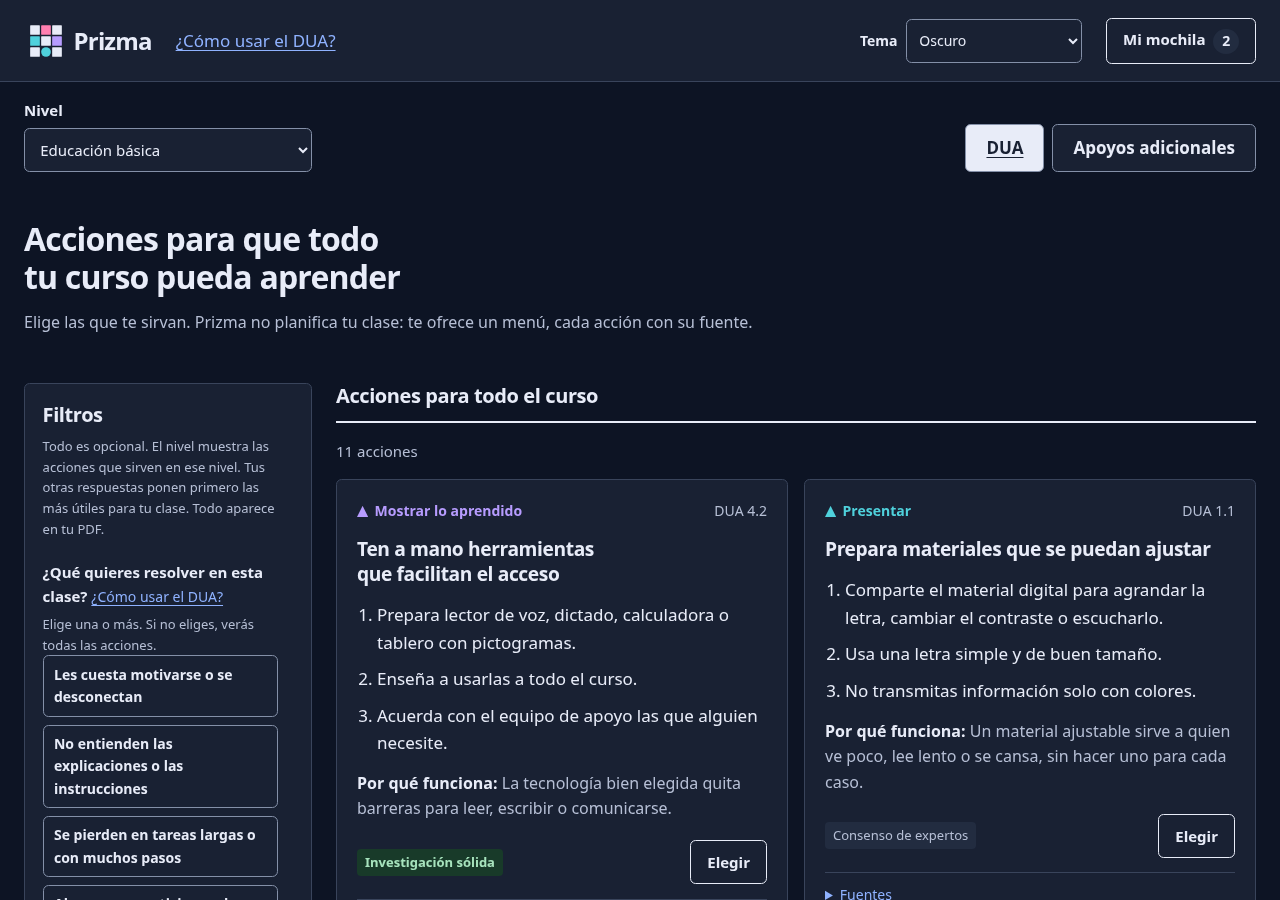 Prizma
¿Cómo usar el DUA?
Tema
Oscuro
Mi mochila 2
Nivel
Educación básica
DUA
Apoyos adicionales
Acciones para que todo
tu curso pueda aprender
Elige las que te sirvan. Prizma no planifica tu clase: te ofrece un menú, cada acción con su fuente.
Filtros
Todo es opcional. El nivel muestra las
acciones que sirven en ese nivel. Tus
otras respuestas ponen primero las
más útiles para tu clase. Todo aparece
en tu PDF.
¿Qué quieres resolver en esta
clase? ¿Cómo usar el DUA?
Elige una o más. Si no eliges, verás
todas las acciones.
Les cuesta motivarse o se
desconectan
No entienden las
explicaciones o las
instrucciones
Se pierden en tareas largas o
con muchos pasos
Acciones para todo el curso
11 acciones
Mostrar lo aprendido
DUA 4.2
Ten a mano herramientas
que facilitan el acceso
1. Prepara lector de voz, dictado, calculadora o
tablero con pictogramas.
2. Enseña a usarlas a todo el curso.
3. Acuerda con el equipo de apoyo las que alguien
necesite.
Por qué funciona: La tecnología bien elegida quita
barreras para leer, escribir o comunicarse.
Investigación sólida
Elegir
Presentar
DUA 1.1
Prepara materiales que se puedan ajustar
1. Comparte el material digital para agrandar la
letra, cambiar el contraste o escucharlo.
2. Usa una letra simple y de buen tamaño.
3. No transmitas información solo con colores.
Por qué funciona: Un material ajustable sirve a quien
ve poco, lee lento o se cansa, sin hacer uno para cada
caso.
Consenso de expertos
Elegir
Fuentes